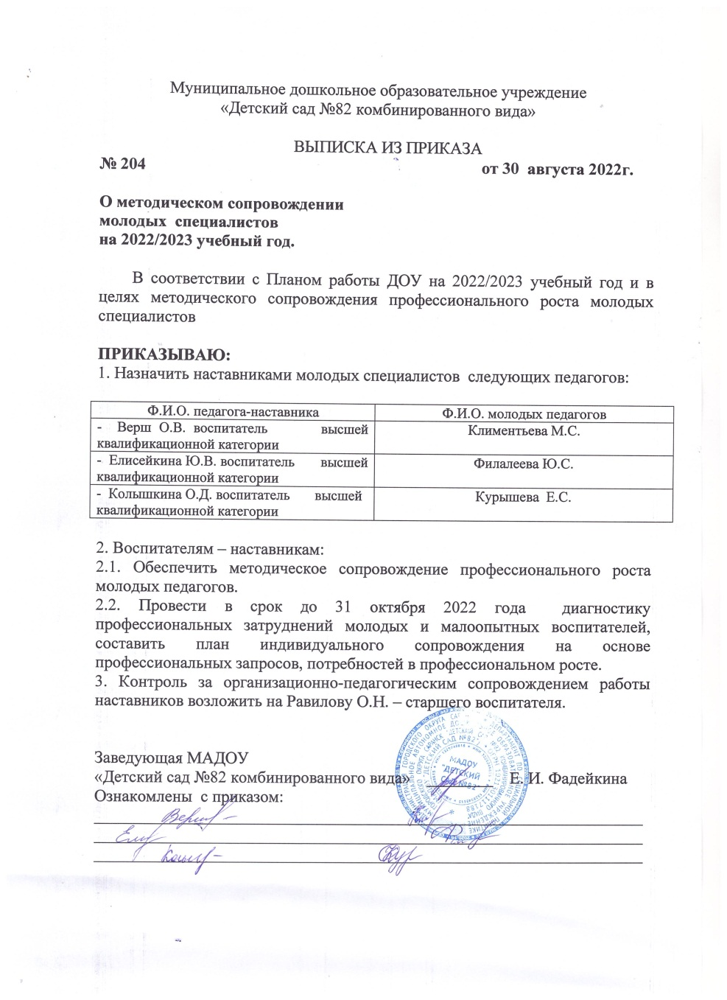 Муниципальное дошкольное образовательное учреждение
«Детский сад №82 комбинированного вида»
ВЫПИСКА ИЗ ПРИКАЗА
№ 204 от 30 августа 2022г.
О методическом сопровождении
молодых специалистов
на 2022/2023 учебный год.
В соответствии с Планом работы ДОУ на 2022/2023 учебный год и в
целях методического сопровождения профессионального роста молодых
специалистов
ПРИКАЗЫВАЮ:
1. Назначить наставниками молодых специалистов следующих педагогов:
Ф.И.О. педагога-наставника Ф.И.О. молодых педагогов
- Верш О.В. воспитатель высшей Климентьева М.С.
квалификационной категории
- Елисейкина Ю.В. воспитатель высшей Филалеева Ю.С.
квалификационной категории
- Колышкина О.Д. воспитатель высшей Курышева Е.С.
квалификационной категории
2. Воспитателям – наставникам:
2.1. Обеспечить методическое сопровождение профессионального роста
молодых педагогов.
2.2. Провести в срок до 31 октября 2022 года диагностику
профессиональных затруднений молодых и малоопытных воспитателей,
составить план индивидуального сопровождения на основе
профессиональных запросов, потребностей в профессиональном росте.
3. Контроль за организационно-педагогическим сопровождением работы
наставников возложить на Равилову О.Н. – старшего воспитателя.
Заведующая МАДОУ
«Детский сад №82 комбинированного вида» Е. И. Фадейкина
Ознакомлены с приказом:
МАДОУ
"ДЕТСКИЙ
САД №82"